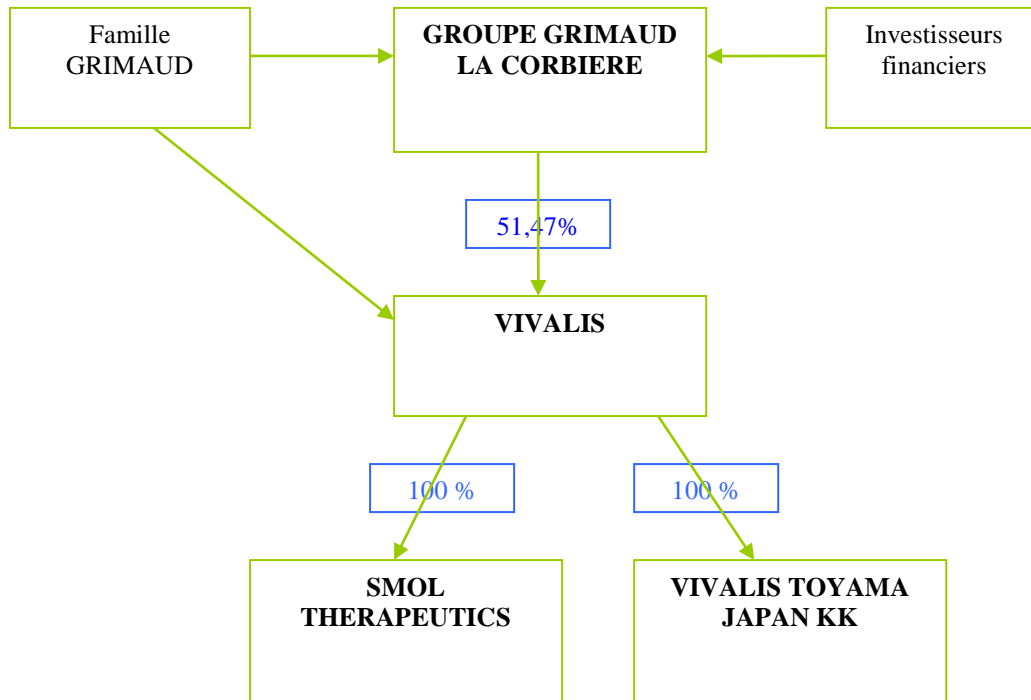 Famille
GRIMAUD
GROUPE GRIMAUD
LA CORBIERE
Investisseurs
financiers
51,47%
VIVALIS
100 %
100 %
SMOL
THERAPEUTICS
VIVALIS TOYAMA
JAPAN KK